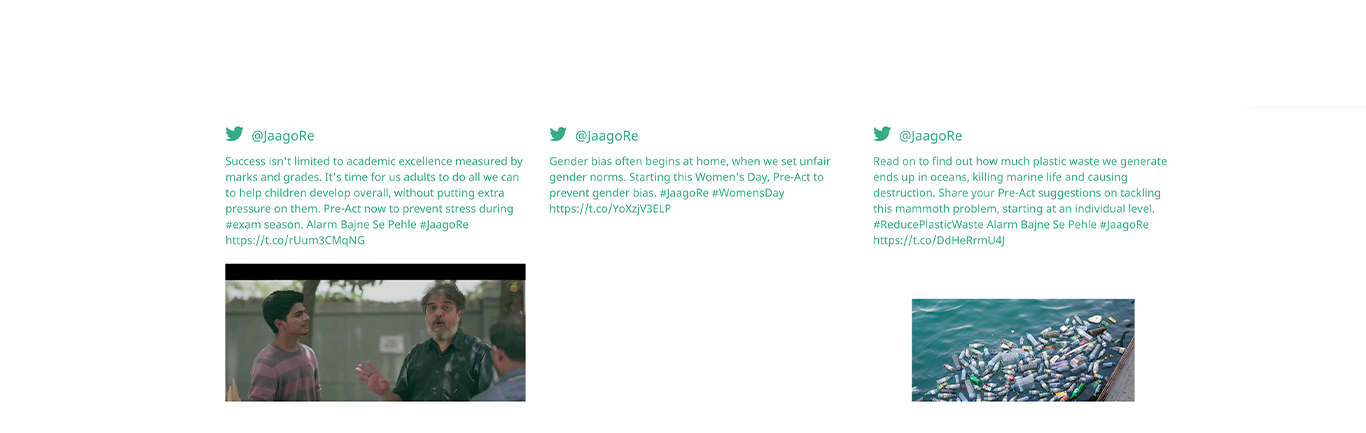 @JaagoRe
Success isn't limited to academic excellence measured by
marks and grades. It's time for us adults to do all we can
to help children develop overall, without putting extra
pressure on them. Pre-Act now to prevent stress during
#exam season. Alarm Bajne Se Pehle #JaagoRe
https://t.co/rUum3CMqNG
@JaagoRe
Gender bias often begins at home, when we set unfair
gender norms. Starting this Women's Day, Pre-Act to
prevent gender bias. #JaagoRe #WomensDay
https://t.co/YoXzjV3ELP
@JaagoRe
Read on to find out how much plastic waste we generate
ends up in oceans, killing marine life and causing
destruction. Share your Pre-Act suggestions on tackling
this mammoth problem, starting at an individual level.
#ReducePlasticWaste Alarm Bajne Se Pehle #JaagoRe
https://t.co/DdHeRrmU4J